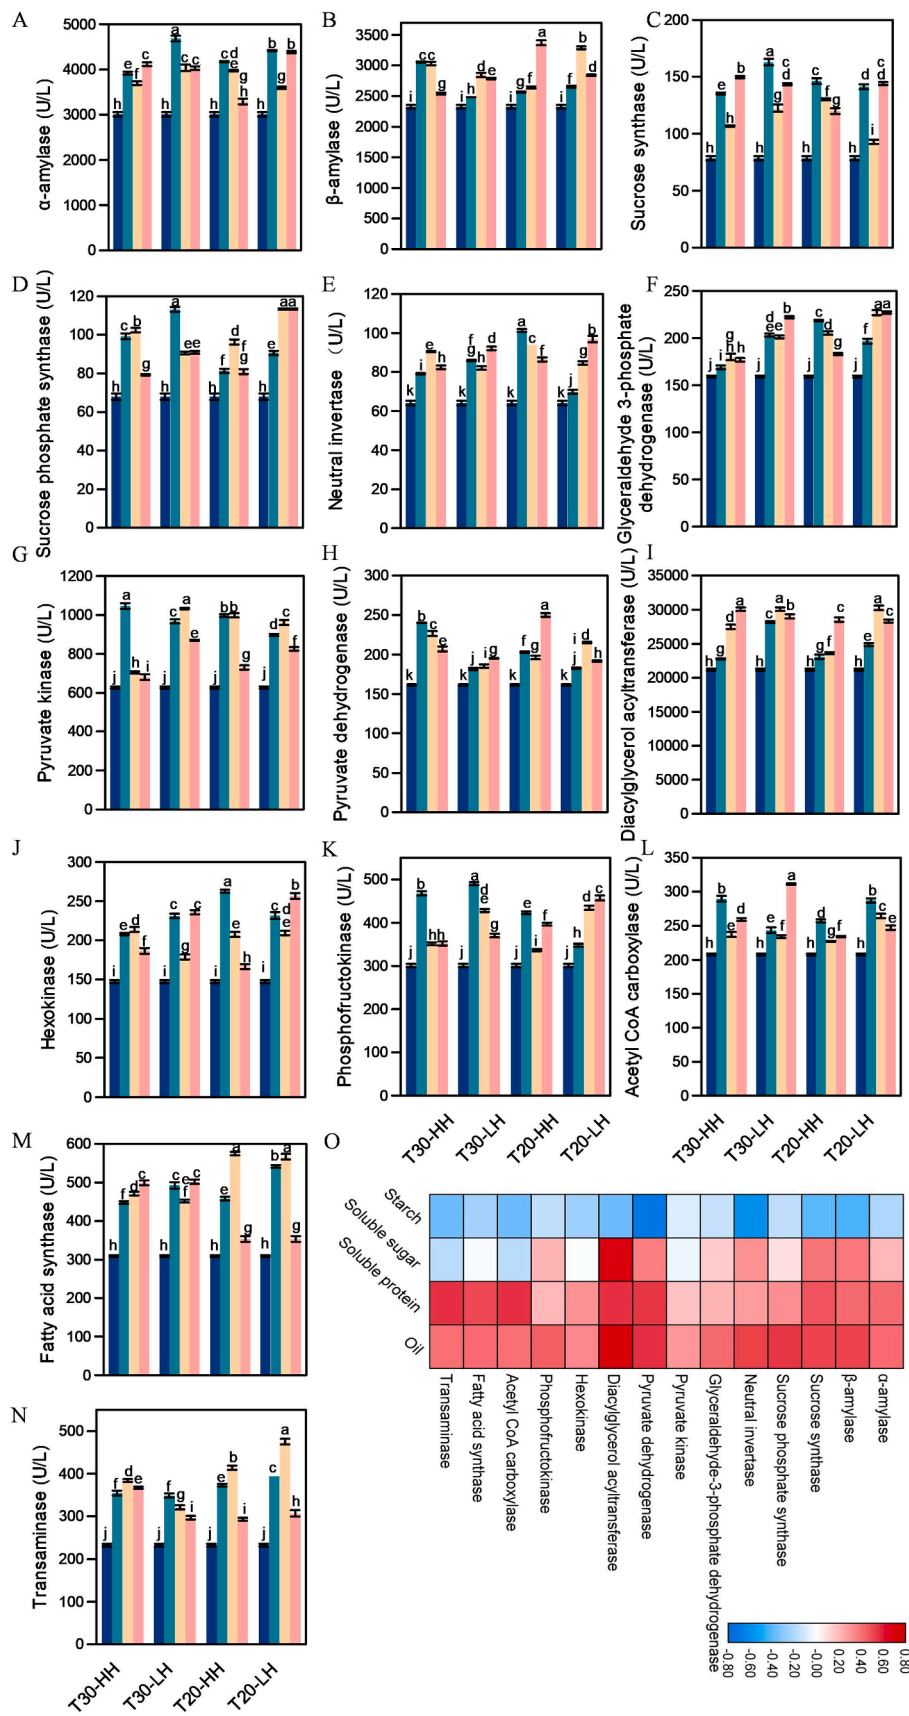 A
α-amylase (U/L)
5000
4000
3000
2000
1000
0
h e f c
h a c c
h c c d e g h
h b g b
B
β-amylase (U/L)
3500
3000
2500
2000
1500
1000
500
0
i c c g
i h d e
i g g a
i f b d
C
Sucrose synthase (U/L)
200
150
100
50
0
h e h b
h a g c d
h b f g
h d i c d
D
Sucrose phosphate synthase (U/L)
120
100
80
60
40
20
0
h c b g
h a e e
h f g d f g
h e a a
E
Neutral invertase (U/L)
120
100
80
60
40
20
0
k i e h
k f g h d
k a c f
k j g b
F
Glyceraldehyde 3-phosphate
dehydrogenase (U/L)
250
200
150
100
50
0
j i g h h
j d e e b
j c d g
j f a a
G
Pyruvate kinase (U/L)
1200
1000
800
600
400
200
0
j a h i
j c a e
j b b g
j d c f
H
Pyruvate dehydrogenase (U/L)
300
250
200
150
100
50
0
k b c e
k j i g
k f g a
k i j d h
I
Diacylglycerol acyltransferase (U/L)
35000
30000
25000
20000
15000
10000
5000
0
h g d a
h c a b
h g f c
h e a c
J
Hexokinase (U/L)
300
250
200
150
100
50
0
i e d f
i c g c
i a e h
i c d e b
K
Phosphofructokinase (U/L)
500
400
300
200
100
0
j b h h
j a d e g
j e i f
j h d c
L
Acetyl CoA carboxylase (U/L)
350
300
250
200
150
100
50
0
h b e d
h e f a
h d g f
h b c e
T30-HH
T30-LH
T20-HH
T20-LH
T30-HH
T30-LH
T20-HH
T20-LH
M
Fatty acid synthase (U/L)
600
500
400
300
200
100
0
h f d c
h c e f c
h e a g
h b a g
N
Transaminase (U/L)
500
400
300
200
100
0
j f d e
j h g i
j e b i
j c a h
T30-HH
T30-LH
T20-HH
T20-LH
O
Starch
Soluble sugar
Soluble protein
Oil
Transaminase
Fatty acid synthase
Acetyl CoA carboxylase
Phosphofructokinase
Hexokinase
Diacylglycerol acyltransferase
Pyruvate dehydrogenase
Pyruvate kinase
Glyceraldehyde-3-phosphate dehydrogenase
Neutral invertase
Sucrose phosphate synthase
Sucrose synthase
β-amylase
α-amylase
-0.80
-0.50
-0.20
-0.00
0.20
0.40
0.60
0.80